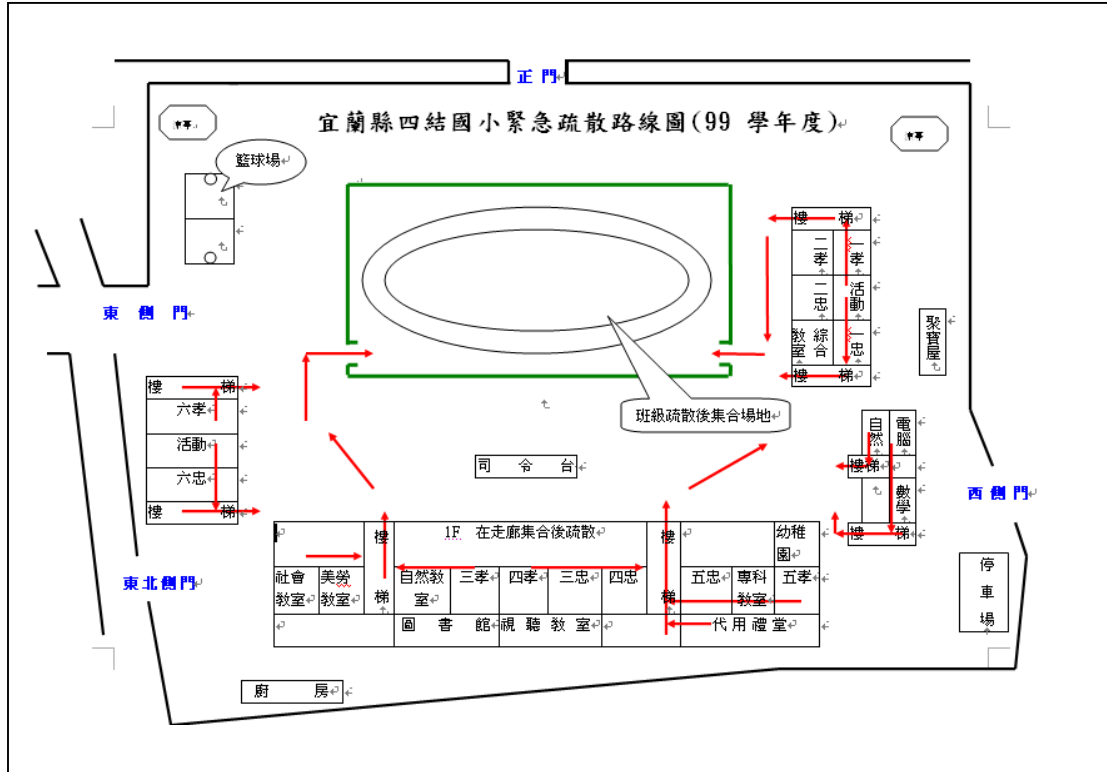 正 門
宜蘭縣四結國小緊急疏散路線圖(99 學年度)
籃球場
樓 梯
二孝
一孝
二忠
活動
綜合教室
一忠
樓 梯
聚寶屋
東 側 門
樓 梯
六孝
活動
六忠
樓 梯
班級疏散後集合場地
司 令 台
自然
電腦
樓梯
數學
樓 梯
西側門
東北側門
停車場
樓 梯
1F 在走廊集合後疏散
樓 梯
幼稚園
社會教室
美勞教室
自然教室
三孝
四孝
三忠
四忠
五忠
專科教室
五孝
圖 書 館
視 聽 教 室
代 用 禮 堂
廚 房